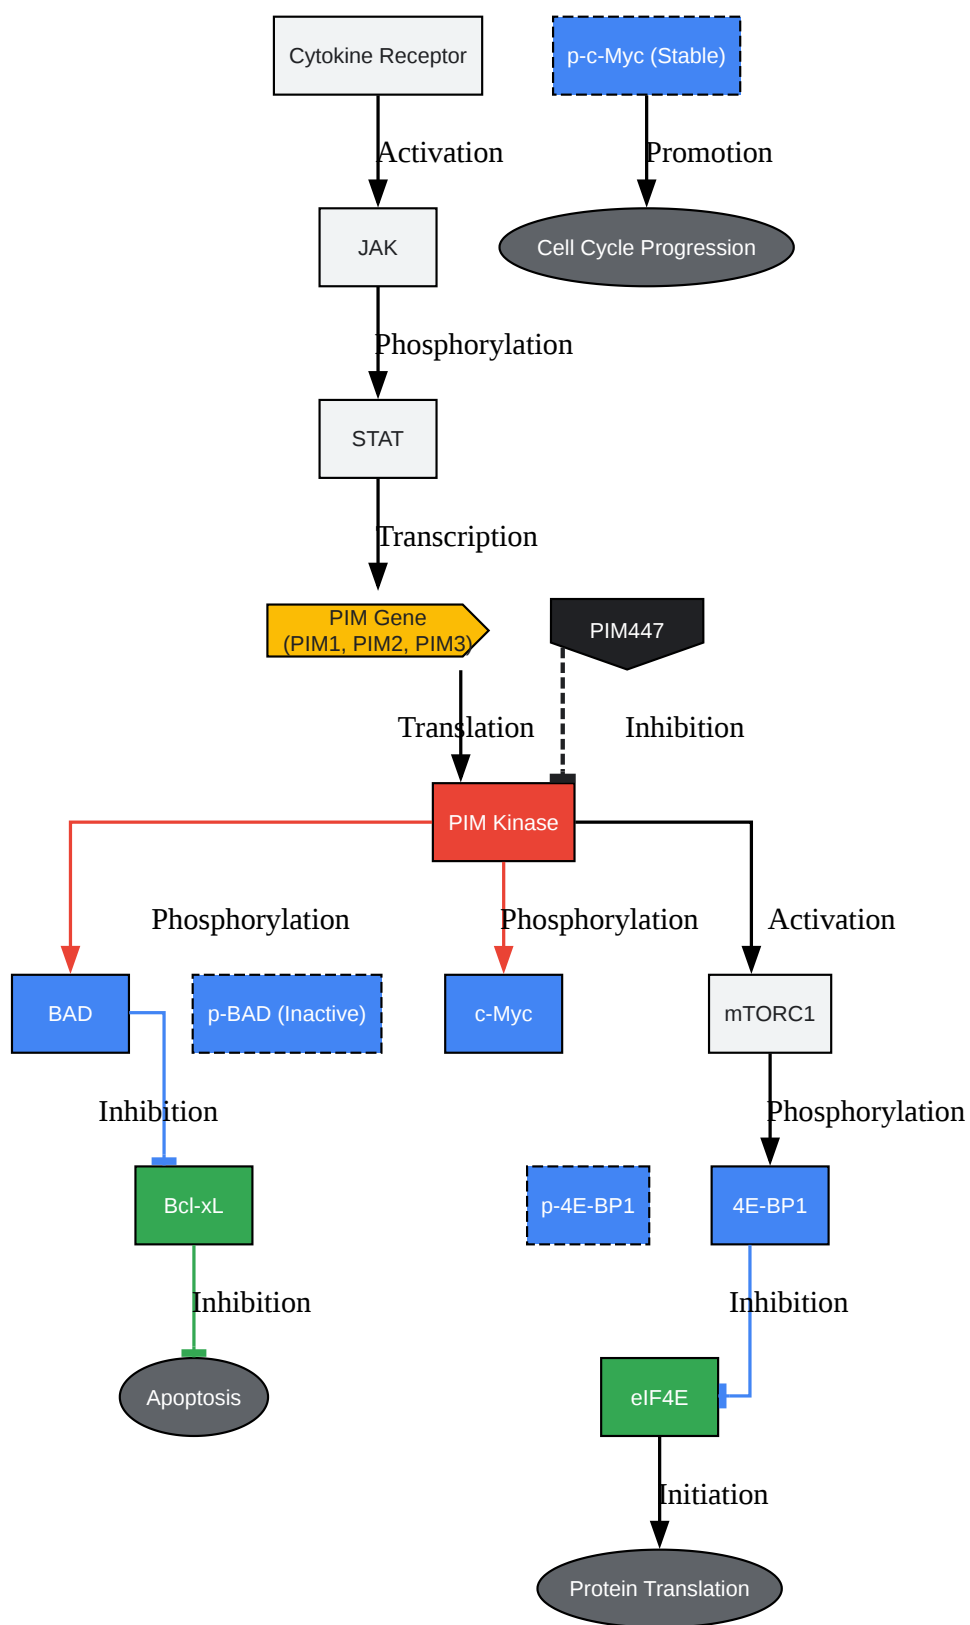 Cytokine Receptor
p-c-Myc (Stable)
Activation
Promotion
JAK
Cell Cycle Progression
Phosphorylation
STAT
Transcription
PIM Gene
(PIM1, PIM2, PIM3)
PIM447
Translation
Inhibition
PIM Kinase
Phosphorylation
Phosphorylation
Activation
BAD
p-BAD (Inactive)
c-Myc
mTORC1
Inhibition
Phosphorylation
Bcl-xL
p-4E-BP1
4E-BP1
Inhibition
Inhibition
Apoptosis
eIF4E
Initiation
Protein Translation